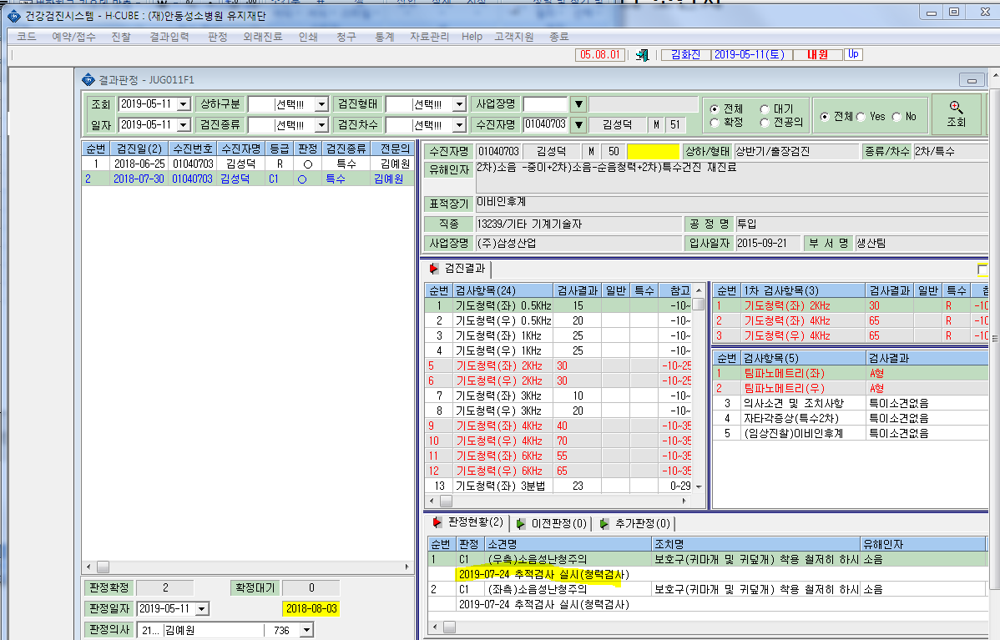 건강검진시스템 - H-CUBE : (재)안동성소병원 유지재단
코드 예약/접수 진찰 결과입력 판정 외래진료 인쇄 청구 통계 자료관리 Help 고객지원 종료
05.08.01 김화진 2019-05-11(토) 내원 Up
결과판정 - JUG011F1
조회 2019-05-11 상하구분 선택!!! 검진형태 선택!!! 사업장명 전체 대기 전체 Yes No 조회
일자 2019-05-11 검진종류 선택!!! 검진차수 선택!!! 수진자명 01040703 김성덕 M 51 확정 전공의
순번 검진일(2) 수진번호 수진자명 등급 판정 검진종류 전문의
1 2018-06-25 01040703 김성덕 R ○ 특수 김예원
2 2018-07-30 01040703 김성덕 C1 ○ 특수 김예원
수진자명 01040703 김성덕 M 50 상하/형태 상반기/출장검진 종류/차수 2차/특수
유해인자 2차)소음 -중이+2차)소음-순음청력+2차)특수건진 재진료
표적장기 이비인후계
직종 13239/기타 기계기술자 공 정 명 투입
사업장명 (주)삼성산업 입사일자 2015-09-21 부 서 명 생산팀
검진결과
순번 검사항목(24) 검사결과 일반 특수 참고
1 기도청력(좌) 0.5KHz 15 -10~
2 기도청력(우) 0.5KHz 20 -10~
3 기도청력(좌) 1KHz 25 -10~
4 기도청력(우) 1KHz 25 -10~
5 기도청력(좌) 2KHz 30 -10~25
6 기도청력(우) 2KHz 30 -10~25
7 기도청력(좌) 3KHz 10 -10~
8 기도청력(우) 3KHz 20 -10~
9 기도청력(좌) 4KHz 40 -10~35
10 기도청력(우) 4KHz 70 -10~35
11 기도청력(좌) 6KHz 55 -10~35
12 기도청력(우) 6KHz 65 -10~35
13 기도청력(좌) 3분법 23 0~29
순번 1차 검사항목(3) 검사결과 일반 특수
1 기도청력(좌) 2KHz 30 R -10
2 기도청력(좌) 4KHz 65 R -10
3 기도청력(우) 4KHz 65 R -10
순번 검사항목(5) 검사결과
1 팀파노메트리(좌) A형
2 팀파노메트리(우) A형
3 의사소견 및 조치사항 특이소견없음
4 자타각증상(특수2차) 특이소견없음
5 (임상진찰)이비인후계 특이소견없음
판정현황(2) 이전판정(0) 추가판정(0)
순번 판정 소견명 조치명 유해인자
1 C1 (우측)소음성난청주의 보호구(귀마개 및 귀덮개) 착용 철저히 하시 소음
2019-07-24 추적검사 실시(청력검사)
2 C1 (좌측)소음성난청주의 보호구(귀마개 및 귀덮개) 착용 철저히 하시 소음
2019-07-24 추적검사 실시(청력검사)
판정확정 2 확정대기 0
판정일자 2019-05-11 2018-08-03
판정의사 21... 김예원 736